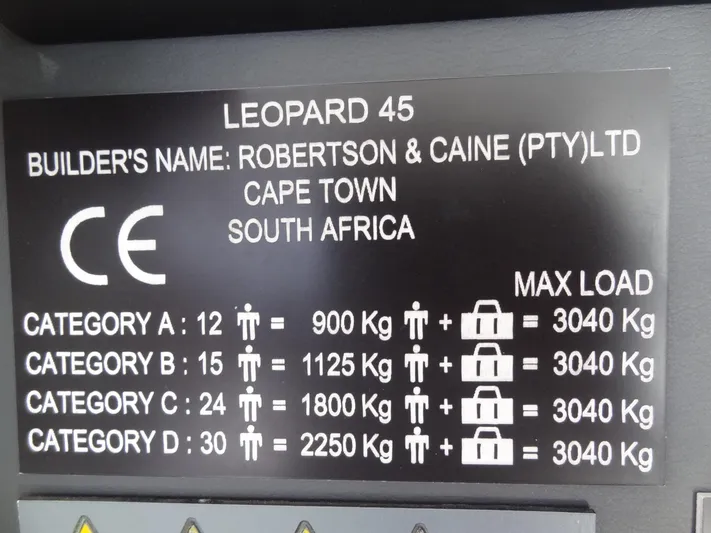 LEOPARD 45
BUILDER'S NAME: ROBERTSON & CAINE (PTY)LTD
CAPE TOWN
SOUTH AFRICA
CE
MAX LOAD
CATEGORY A : 12 = 900 Kg + = 3040 Kg
CATEGORY B : 15 = 1125 Kg + = 3040 Kg
CATEGORY C : 24 = 1800 Kg + = 3040 Kg
CATEGORY D : 30 = 2250 Kg + = 3040 Kg